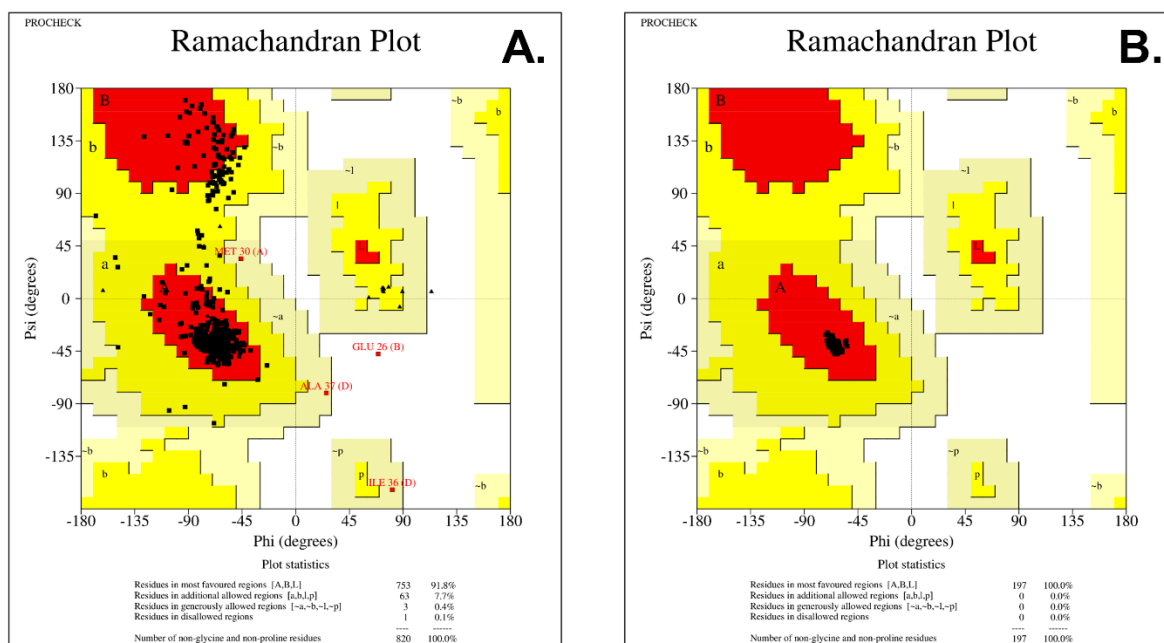 PROCHECK
Ramachandran Plot
A.
B
b
~b
~b
b
~l
l
L
MET 30 (A)
a
A
~a
GLU 26 (B)
ALA 37 (D)
~b
b
~p
p
ILE 36 (D)
~b
180
135
90
45
0
-45
-90
-135
Psi (degrees)
-180 -135 -90 -45 0 45 90 135 180
Phi (degrees)
Plot statistics
Residues in most favoured regions [A,B,L] 753 91.8%
Residues in additional allowed regions [a,b,l,p] 63 7.7%
Residues in generously allowed regions [~a,~b,~l,~p] 3 0.4%
Residues in disallowed regions 1 0.1%
---- ------
Number of non-glycine and non-proline residues 820 100.0%
PROCHECK
Ramachandran Plot
B.
B
b
~b
~b
b
~l
l
L
a
A
~a
~b
b
~p
p
~b
180
135
90
45
0
-45
-90
-135
Psi (degrees)
-180 -135 -90 -45 0 45 90 135 180
Phi (degrees)
Plot statistics
Residues in most favoured regions [A,B,L] 197 100.0%
Residues in additional allowed regions [a,b,l,p] 0 0.0%
Residues in generously allowed regions [~a,~b,~l,~p] 0 0.0%
Residues in disallowed regions 0 0.0%
---- ------
Number of non-glycine and non-proline residues 197 100.0%